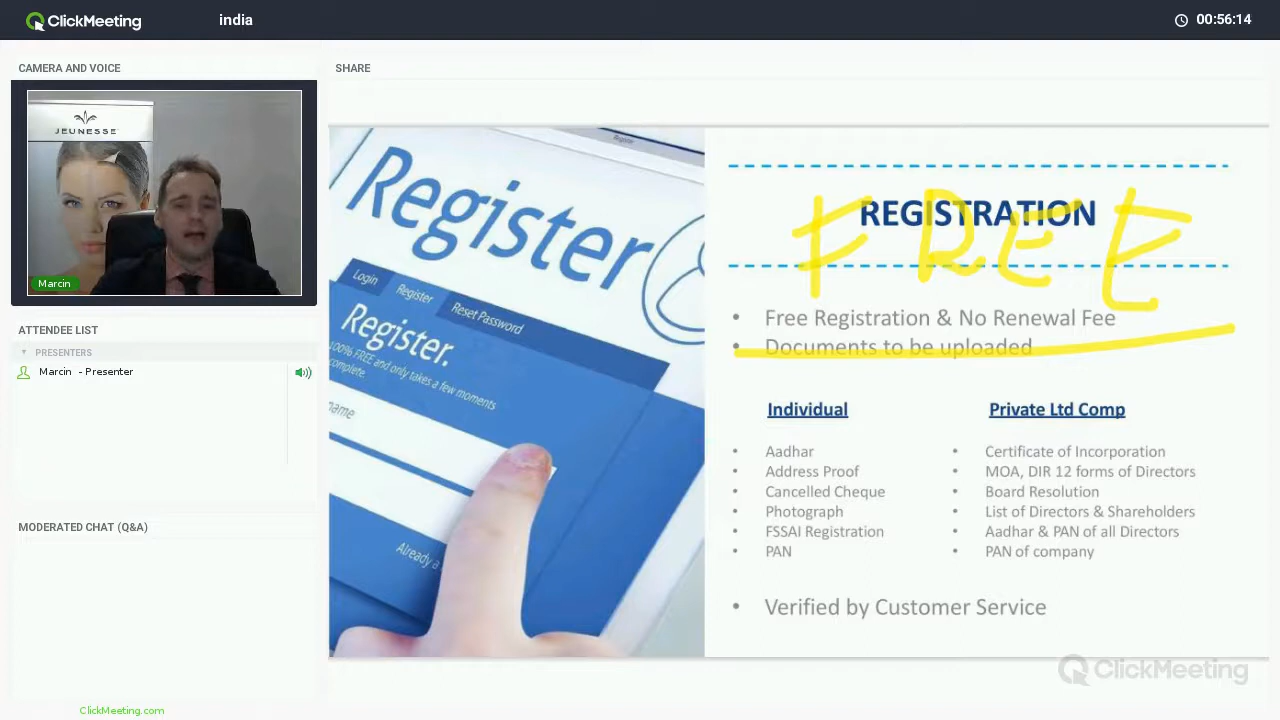 ClickMeeting
india
00:56:14
CAMERA AND VOICE
SHARE
JEUNESSE
Marcin
ATTENDEE LIST
PRESENTERS
Marcin - Presenter
MODERATED CHAT (Q&A)
ClickMeeting.com
Register
Register
Login
Register
Reset Password
Register.
100% FREE and only takes a few moments
name
Already a
REGISTRATION
FREE
• Free Registration & No Renewal Fee
• Documents to be uploaded
Individual
• Aadhar
• Address Proof
• Cancelled Cheque
• Photograph
• FSSAI Registration
• PAN
Private Ltd Comp
• Certificate of Incorporation
• MOA, DIR 12 forms of Directors
• Board Resolution
• List of Directors & Shareholders
• Aadhar & PAN of all Directors
• PAN of company
• Verified by Customer Service
ClickMeeting